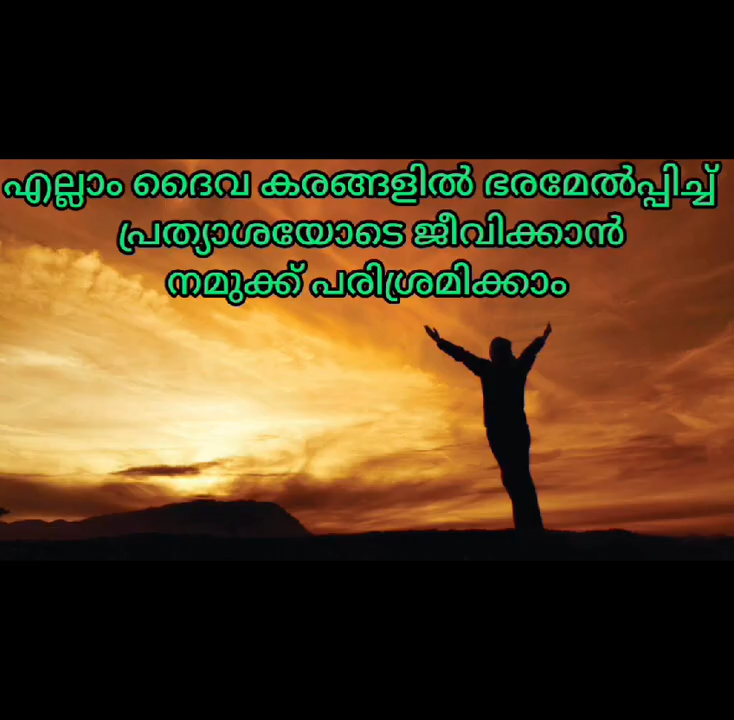 എല്ലാം ദൈവ കരങ്ങളിൽ ഭരമേൽപ്പിച്ച്
പ്രത്യാശയോടെ ജീവിക്കാൻ
നമുക്ക് പരിശ്രമിക്കാം